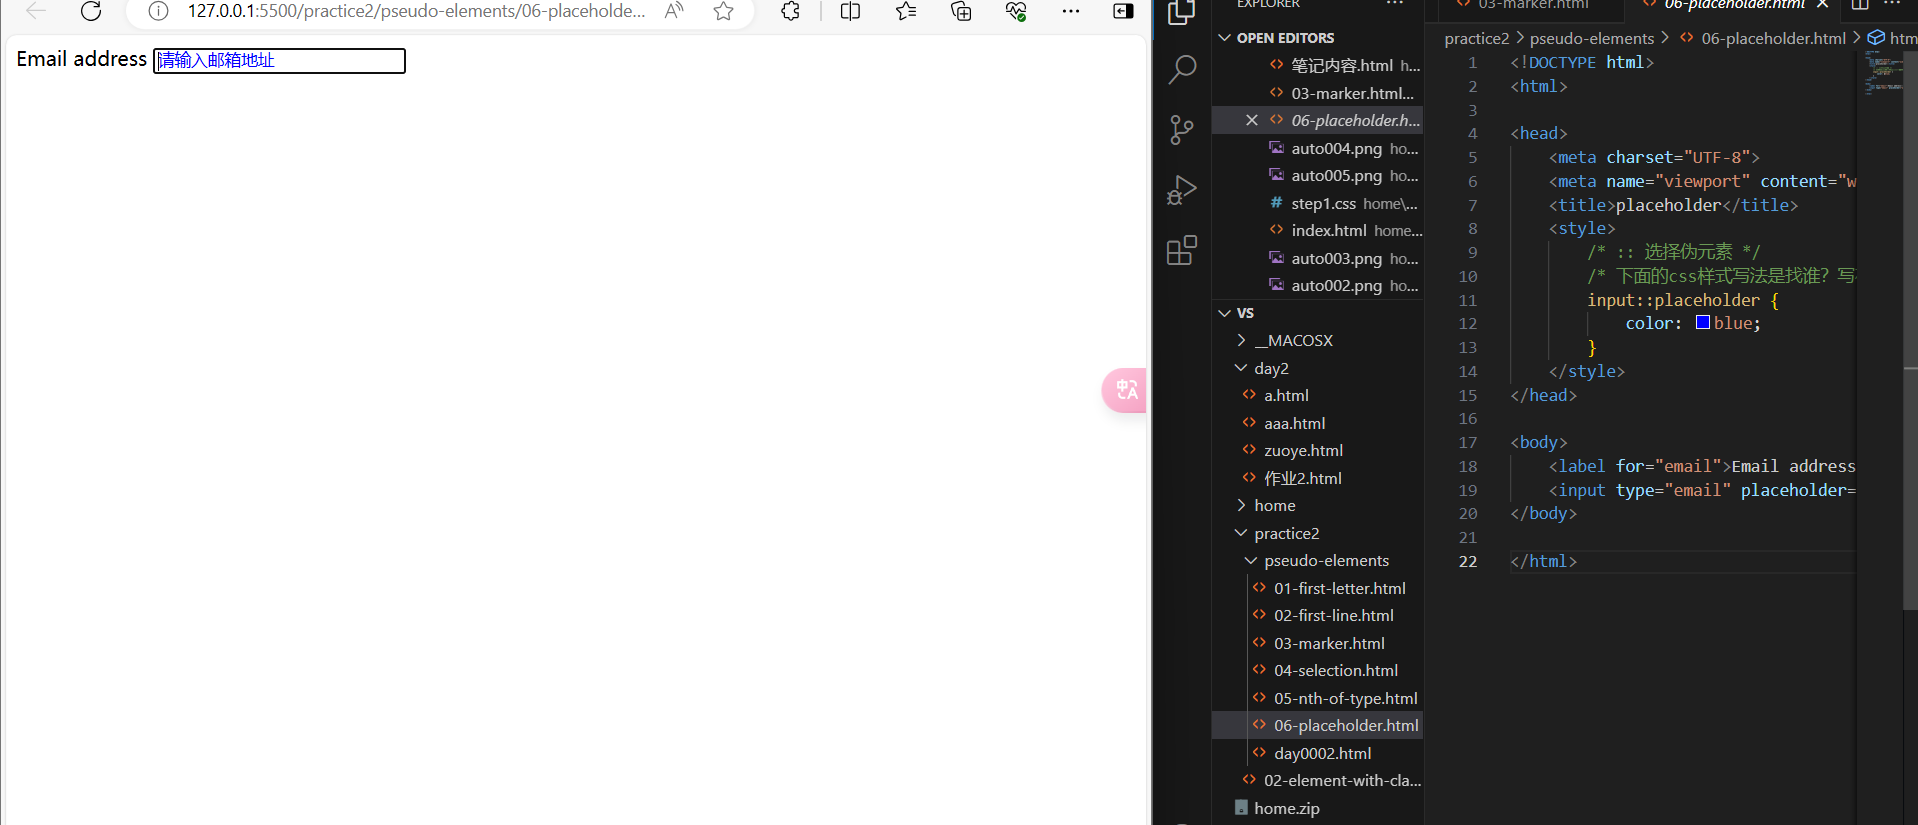 127.0.0.1:5500/practice2/pseudo-elements/06-placeholde...
Email address 请输入邮箱地址
EXPLORER
OPEN EDITORS
笔记内容.html h...
03-marker.html...
06-placeholder.h...
auto004.png ho...
auto005.png ho...
step1.css home\...
index.html home...
auto003.png ho...
auto002.png ho...
VS
__MACOSX
day2
a.html
aaa.html
zuoye.html
作业2.html
home
practice2
pseudo-elements
01-first-letter.html
02-first-line.html
03-marker.html
04-selection.html
05-nth-of-type.html
06-placeholder.html
day0002.html
02-element-with-cla...
home.zip
03-marker.html
06-placeholder.html
practice2 > pseudo-elements > 06-placeholder.html > htm
1 <!DOCTYPE html>
2 <html>
3
4 <head>
5 <meta charset="UTF-8">
6 <meta name="viewport" content="w
7 <title>placeholder</title>
8 <style>
9 /* :: 选择伪元素 */
10 /* 下面的css样式写法是找谁? 写
11 input::placeholder {
12 color: blue;
13 }
14 </style>
15 </head>
16
17 <body>
18 <label for="email">Email address
19 <input type="email" placeholder=
20 </body>
21
22 </html>